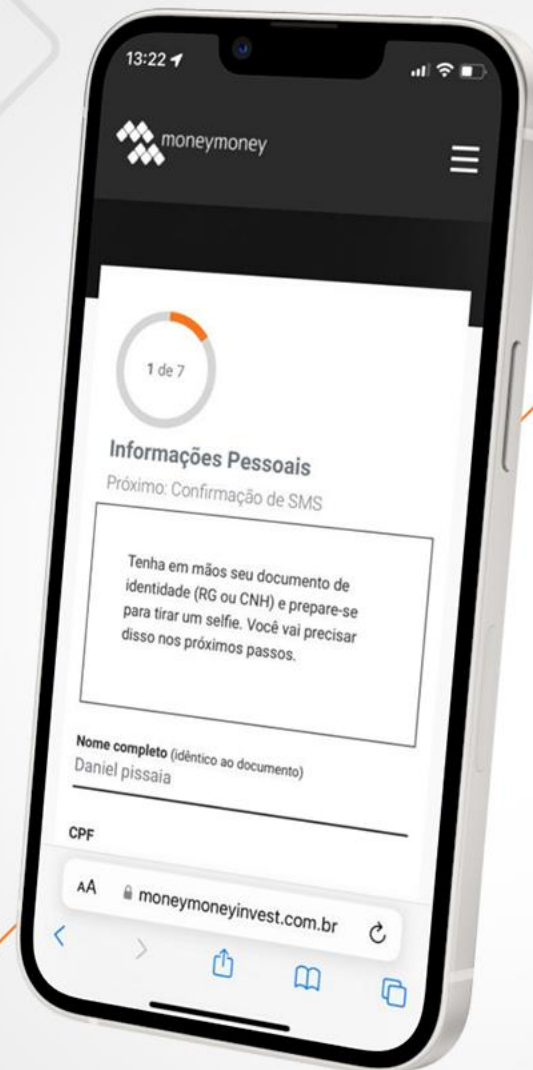 13:22
moneymoney
1 de 7
Informações Pessoais
Próximo: Confirmação de SMS
Tenha em mãos seu documento de
identidade (RG ou CNH) e prepare-se
para tirar um selfie. Você vai precisar
disso nos próximos passos.
Nome completo (idêntico ao documento)
Daniel pissaia
CPF
AA moneymoneyinvest.com.br